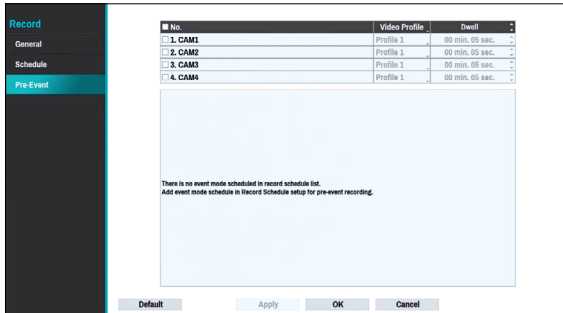 Record
General
Schedule
Pre-Event
No. Video Profile Dwell
1. CAM1 Profile 1 00 min. 05 sec.
2. CAM2 Profile 1 00 min. 05 sec.
3. CAM3 Profile 1 00 min. 05 sec.
4. CAM4 Profile 1 00 min. 05 sec.
There is no event mode scheduled in record schedule list.
Add event mode schedule in Record Schedule setup for pre-event recording.
Default Apply OK Cancel